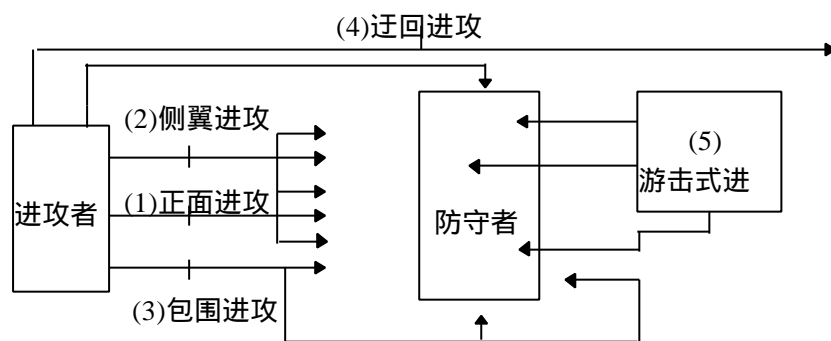 (4)迂回进攻
(2)侧翼进攻
(5)
游击式进
(1)正面进攻
进攻者
防守者
(3)包围进攻